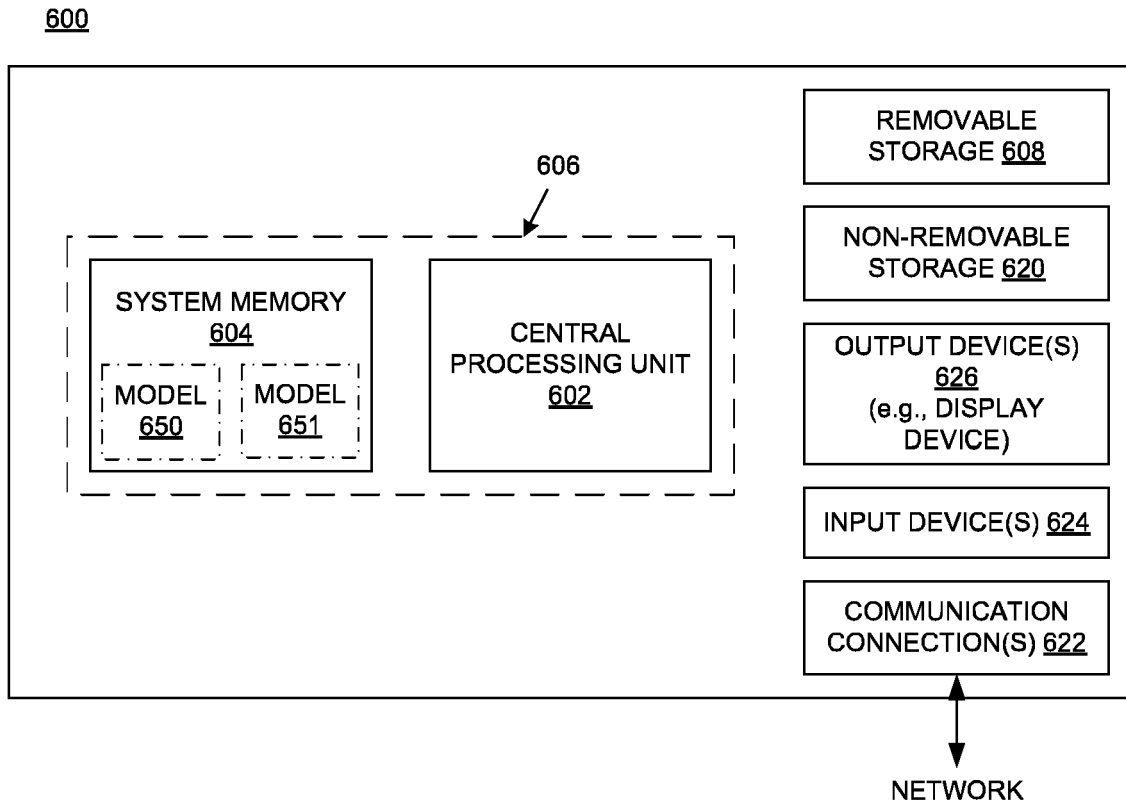 600
606
SYSTEM MEMORY
604
MODEL
650
MODEL
651
CENTRAL
PROCESSING UNIT
602
REMOVABLE
STORAGE 608
NON-REMOVABLE
STORAGE 620
OUTPUT DEVICE(S)
626
(e.g., DISPLAY
DEVICE)
INPUT DEVICE(S) 624
COMMUNICATION
CONNECTION(S) 622
NETWORK